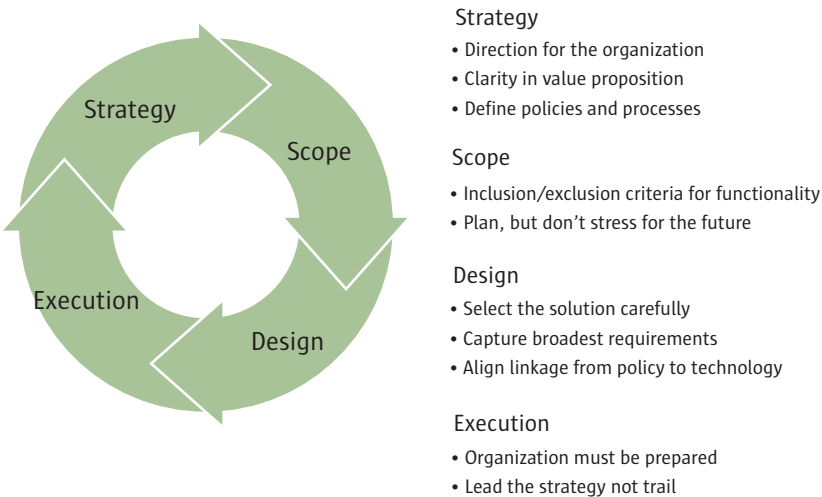 Strategy
Scope
Execution
Design
Strategy
• Direction for the organization
• Clarity in value proposition
• Define policies and processes
Scope
• Inclusion/exclusion criteria for functionality
• Plan, but don’t stress for the future
Design
• Select the solution carefully
• Capture broadest requirements
• Align linkage from policy to technology
Execution
• Organization must be prepared
• Lead the strategy not trail